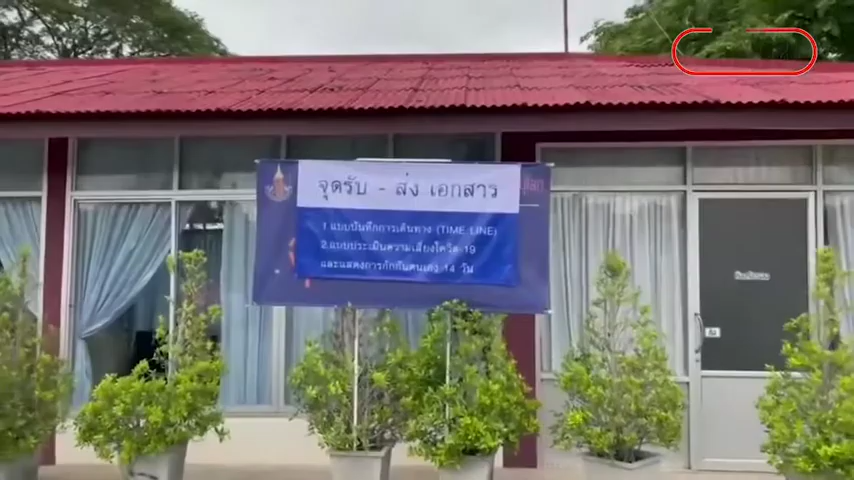 จุดรับ - ส่ง เอกสาร
1 แบบบันทึกการเดินทาง (TIME LINE)
2.แบบประเมินความเสี่ยงโควิด-19
และแสดงการกักกันตนเอง 14 วัน